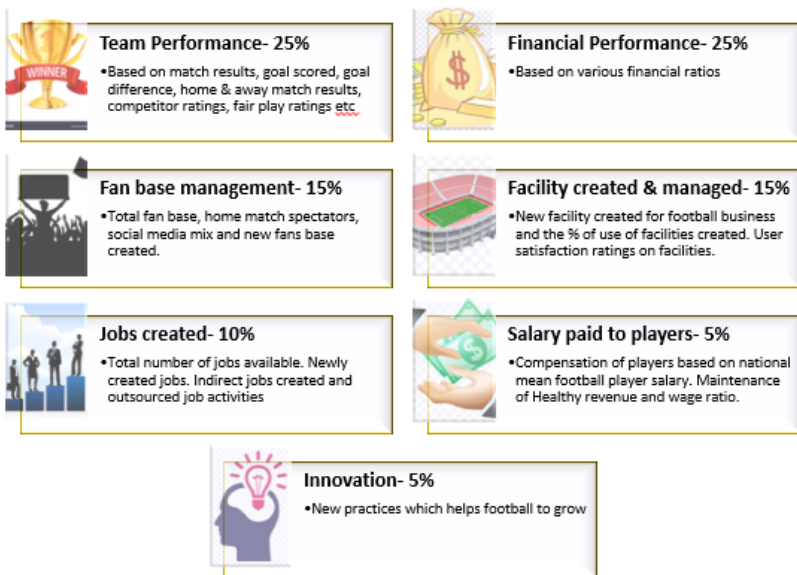 Team Performance- 25%
•Based on match results, goal scored, goal
difference, home & away match results,
competitor ratings, fair play ratings etc
WINNER
Financial Performance- 25%
•Based on various financial ratios
Fan base management- 15%
•Total fan base, home match spectators,
social media mix and new fans base
created.
Facility created & managed- 15%
•New facility created for football business
and the % of use of facilities created. User
satisfaction ratings on facilities.
Jobs created- 10%
•Total number of jobs available. Newly
created jobs. Indirect jobs created and
outsourced job activities
Salary paid to players- 5%
•Compensation of players based on national
mean football player salary. Maintenance
of Healthy revenue and wage ratio.
Innovation- 5%
•New practices which helps football to grow